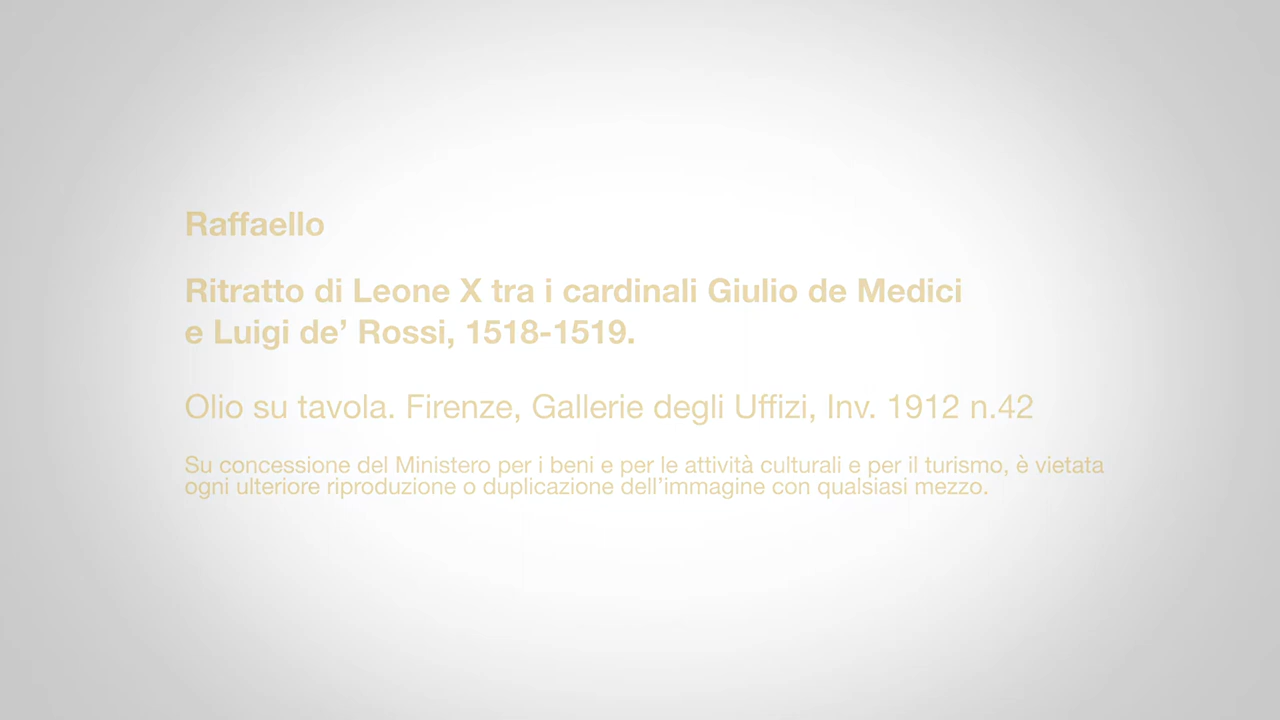 Raffaello
Ritratto di Leone X tra i cardinali Giulio de Medici
e Luigi de’ Rossi, 1518-1519.
Olio su tavola. Firenze, Gallerie degli Uffizi, Inv. 1912 n.42
Su concessione del Ministero per i beni e per le attività culturali e per il turismo, è vietata
ogni ulteriore riproduzione o duplicazione dell’immagine con qualsiasi mezzo.